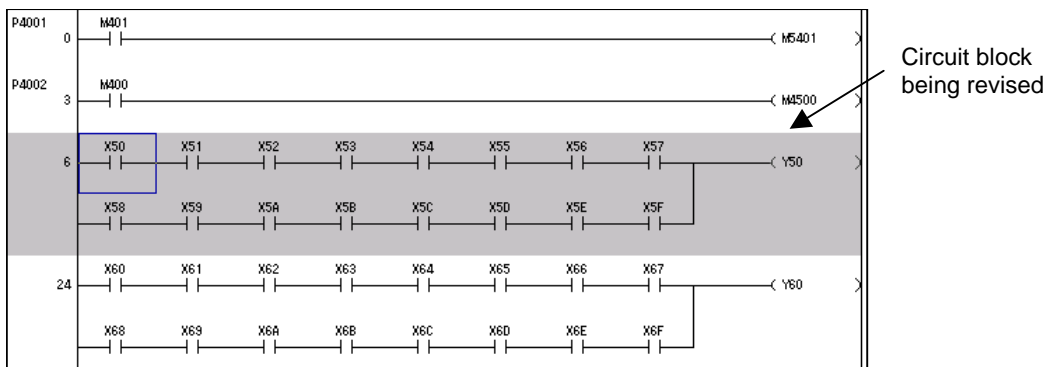 P4001 M401
0 M5401
P4002 M400
3 M4500
X50 X51 X52 X53 X54 X55 X56 X57
6 Y50
X58 X59 X5A X5B X5C X5D X5E X5F
X60 X61 X62 X63 X64 X65 X66 X67
24 Y60
X68 X69 X6A X6B X6C X6D X6E X6F
Circuit block
being revised